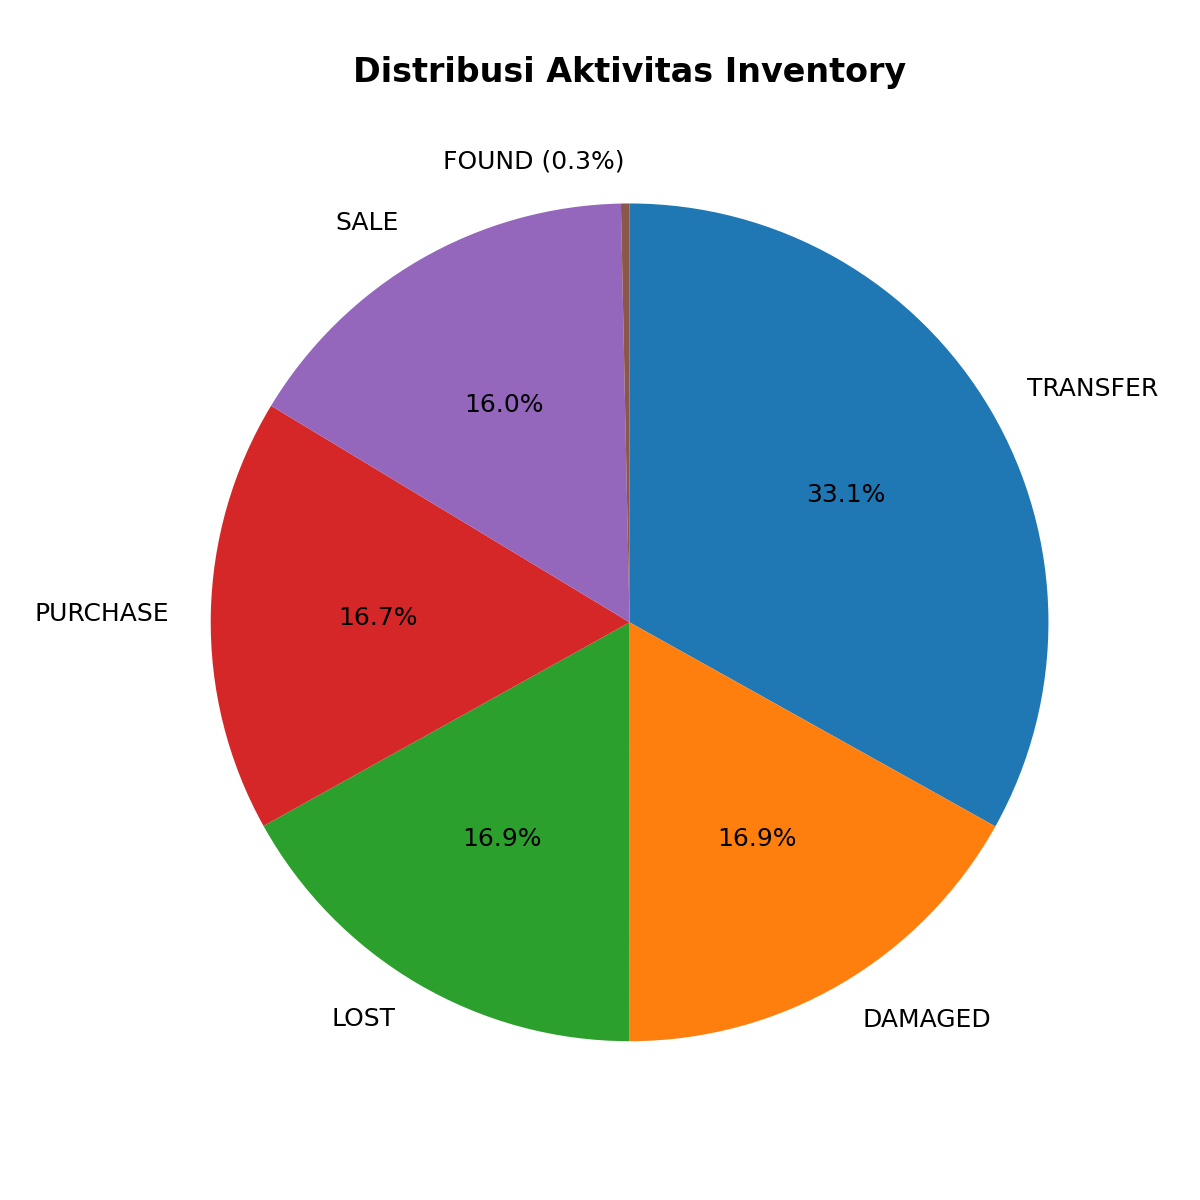 Distribusi Aktivitas Inventory
FOUND (0.3%)
SALE
TRANSFER
16.0%
33.1%
PURCHASE
16.7%
16.9%
16.9%
LOST
DAMAGED